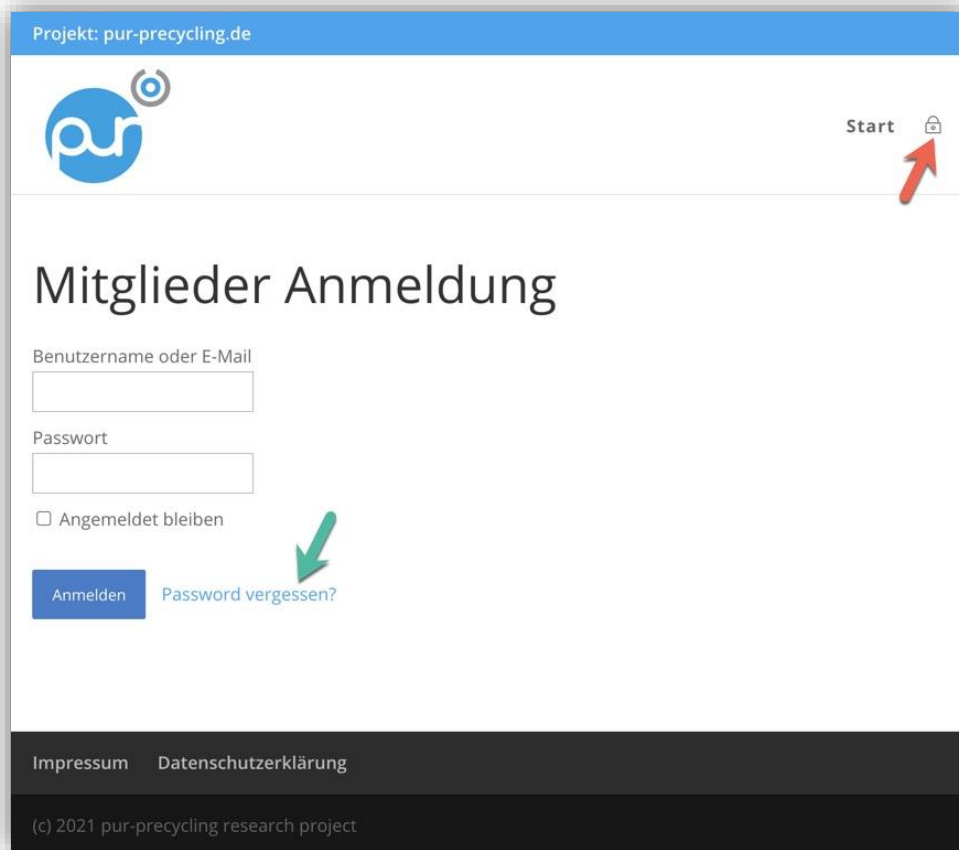 Projekt: pur-precycling.de
pur
Start
Mitglieder Anmeldung
Benutzername oder E-Mail
Passwort
Angemeldet bleiben
Anmelden Password vergessen?
Impressum Datenschutzerklärung
(c) 2021 pur-precycling research project